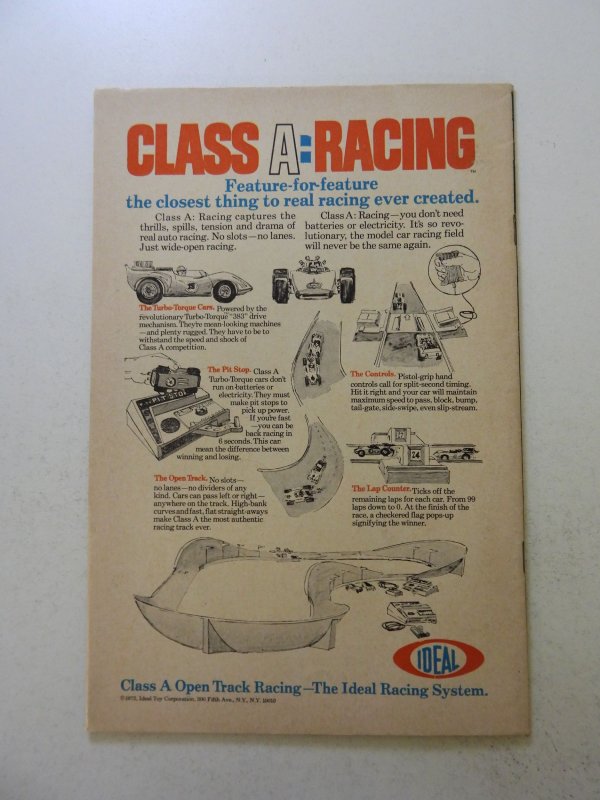 CLASS A: RACING
TM
Feature-for-feature
the closest thing to real racing ever created.
Class A: Racing captures the
thrills, spills, tension and drama of
real auto racing. No slots—no lanes.
Just wide-open racing.
Class A: Racing—you don't need
batteries or electricity. It's so revo-
lutionary, the model car racing field
will never be the same again.
The Turbo-Torque Cars. Powered by the
revolutionary Turbo-Torque "383" drive
mechanism. They're mean-looking machines
—and plenty rugged. They have to be to
withstand the speed and shock of
Class A competition.
The Pit Stop. Class A
Turbo-Torque cars don't
run on batteries or
electricity. They must
make pit stops to
pick up power.
If you're fast
—you can be
back racing in
6 seconds. This can
mean the difference between
winning and losing.
PIT STOP
The Controls. Pistol-grip hand
controls call for split-second timing.
Hit it right and your car will maintain
maximum speed to pass, block, bump,
tail-gate, side-swipe, even slip-stream.
The Open Track. No slots—
no lanes—no dividers of any
kind. Cars can pass left or right—
anywhere on the track. High-bank
curves and fast, flat straight-aways
make Class A the most authentic
racing track ever.
24
The Lap Counter. Ticks off the
remaining laps for each car. From 99
laps down to 0. At the finish of the
race, a checkered flag pops-up
signifying the winner.
IDEAL
Class A Open Track Racing—The Ideal Racing System.
Ideal Toy Corporation, 200 Fifth Ave., N.Y., N.Y. 10010